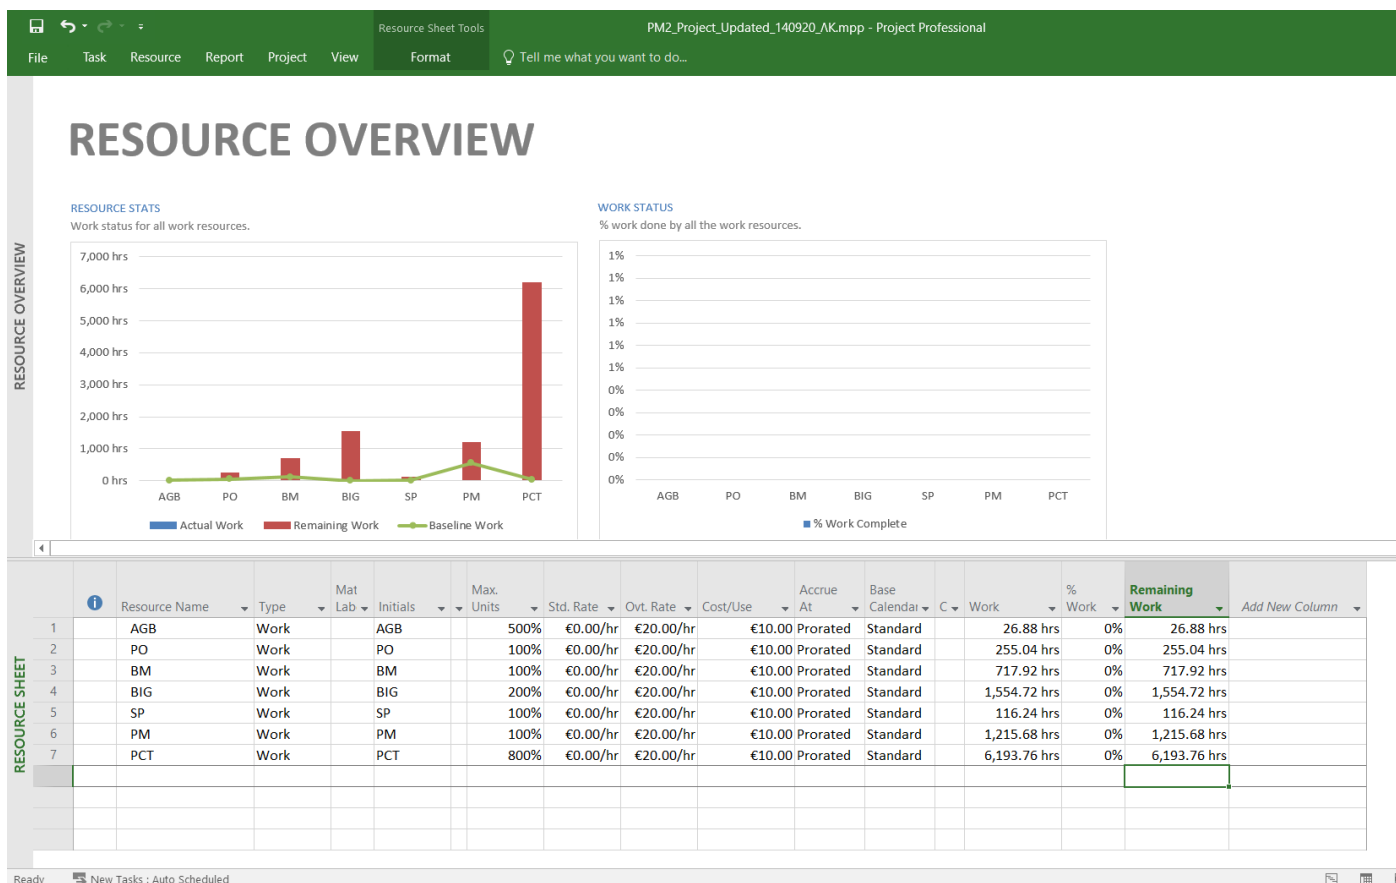 Resource Sheet Tools
PM2_Project_Updated_140920_ΛK.mpp - Project Professional
File Task Resource Report Project View Format Tell me what you want to do...
RESOURCE OVERVIEW
RESOURCE OVERVIEW
RESOURCE STATS
Work status for all work resources.
7,000 hrs
6,000 hrs
5,000 hrs
4,000 hrs
3,000 hrs
2,000 hrs
1,000 hrs
0 hrs
AGB PO BM BIG SP PM PCT
Actual Work Remaining Work Baseline Work
WORK STATUS
% work done by all the work resources.
1%
1%
1%
1%
1%
1%
0%
0%
0%
0%
0%
AGB PO BM BIG SP PM PCT
% Work Complete
RESOURCE SHEET
Resource Name Type Mat Lab Initials Max. Units Std. Rate Ovt. Rate Cost/Use Accrue At Base Calendar C Work % Work Remaining Work Add New Column
1 AGB Work AGB 500% €0.00/hr €20.00/hr €10.00 Prorated Standard 26.88 hrs 0% 26.88 hrs
2 PO Work PO 100% €0.00/hr €20.00/hr €10.00 Prorated Standard 255.04 hrs 0% 255.04 hrs
3 BM Work BM 100% €0.00/hr €20.00/hr €10.00 Prorated Standard 717.92 hrs 0% 717.92 hrs
4 BIG Work BIG 200% €0.00/hr €20.00/hr €10.00 Prorated Standard 1,554.72 hrs 0% 1,554.72 hrs
5 SP Work SP 100% €0.00/hr €20.00/hr €10.00 Prorated Standard 116.24 hrs 0% 116.24 hrs
6 PM Work PM 100% €0.00/hr €20.00/hr €10.00 Prorated Standard 1,215.68 hrs 0% 1,215.68 hrs
7 PCT Work PCT 800% €0.00/hr €20.00/hr €10.00 Prorated Standard 6,193.76 hrs 0% 6,193.76 hrs
Ready New Tasks : Auto Scheduled